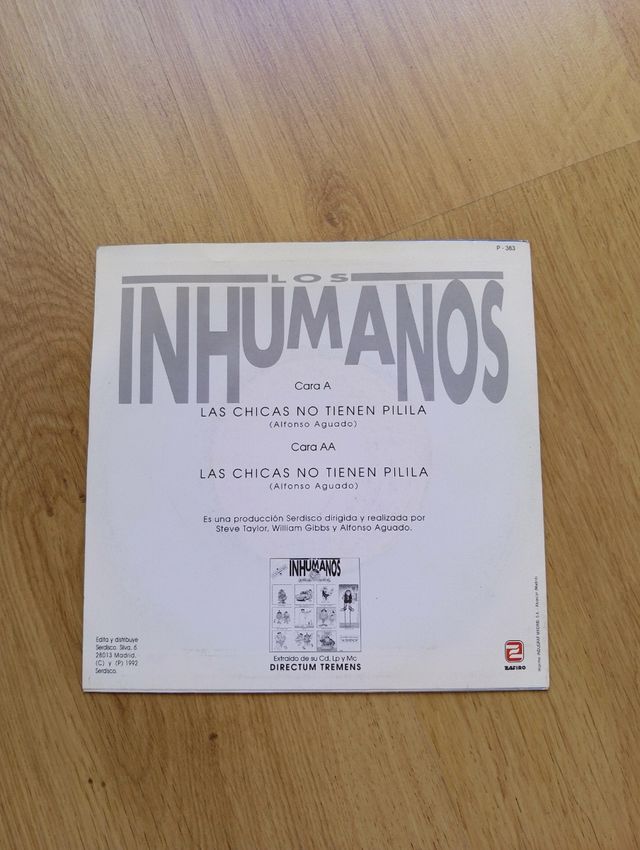 P - 363
LOS
INHUMANOS
Cara A
LAS CHICAS NO TIENEN PILILA
(Alfonso Aguado)
Cara AA
LAS CHICAS NO TIENEN PILILA
(Alfonso Aguado)
Es una producción Serdisco dirigida y realizada por
Steve Taylor, William Gibbs y Alfonso Aguado.
INHUMANOS
Extraido de su Cd, Lp y Mc
DIRECTUM TREMENS
Edita y distribuye
Serdisco. Silva, 6
28013 Madrid.
(C) y (P) 1992
Serdisco.
ZAFIRO